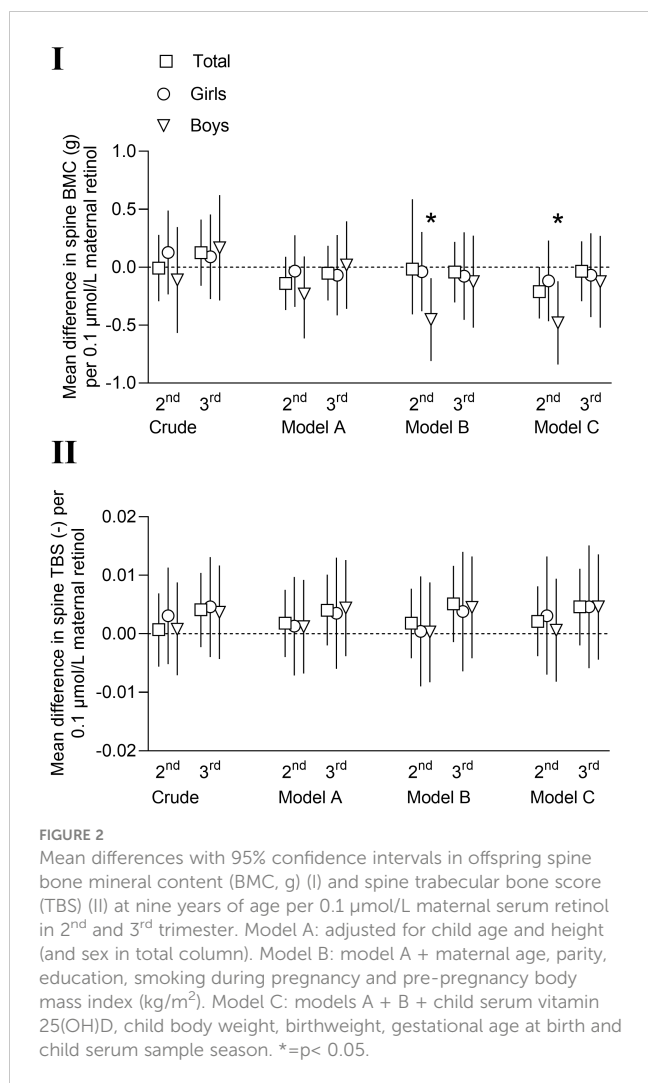 I
Total
Girls
Boys
Mean difference in spine BMC (g)
per 0.1 µmol/L maternal retinol
1.0
0.5
0.0
-0.5
-1.0
*
*
2nd 3rd 2nd 3rd 2nd 3rd 2nd 3rd
Crude Model A Model B Model C
II
Mean difference in spine TBS (-) per
0.1 µmol/L maternal retinol
0.02
0.01
0.00
-0.01
-0.02
2nd 3rd 2nd 3rd 2nd 3rd 2nd 3rd
Crude Model A Model B Model C
FIGURE 2
Mean differences with 95% confidence intervals in offspring spine
bone mineral content (BMC, g) (I) and spine trabecular bone score
(TBS) (II) at nine years of age per 0.1 µmol/L maternal serum retinol
in 2nd and 3rd trimester. Model A: adjusted for child age and height
(and sex in total column). Model B: model A + maternal age, parity,
education, smoking during pregnancy and pre-pregnancy body
mass index (kg/m²). Model C: models A + B + child serum vitamin
25(OH)D, child body weight, birthweight, gestational age at birth and
child serum sample season. *=p< 0.05.